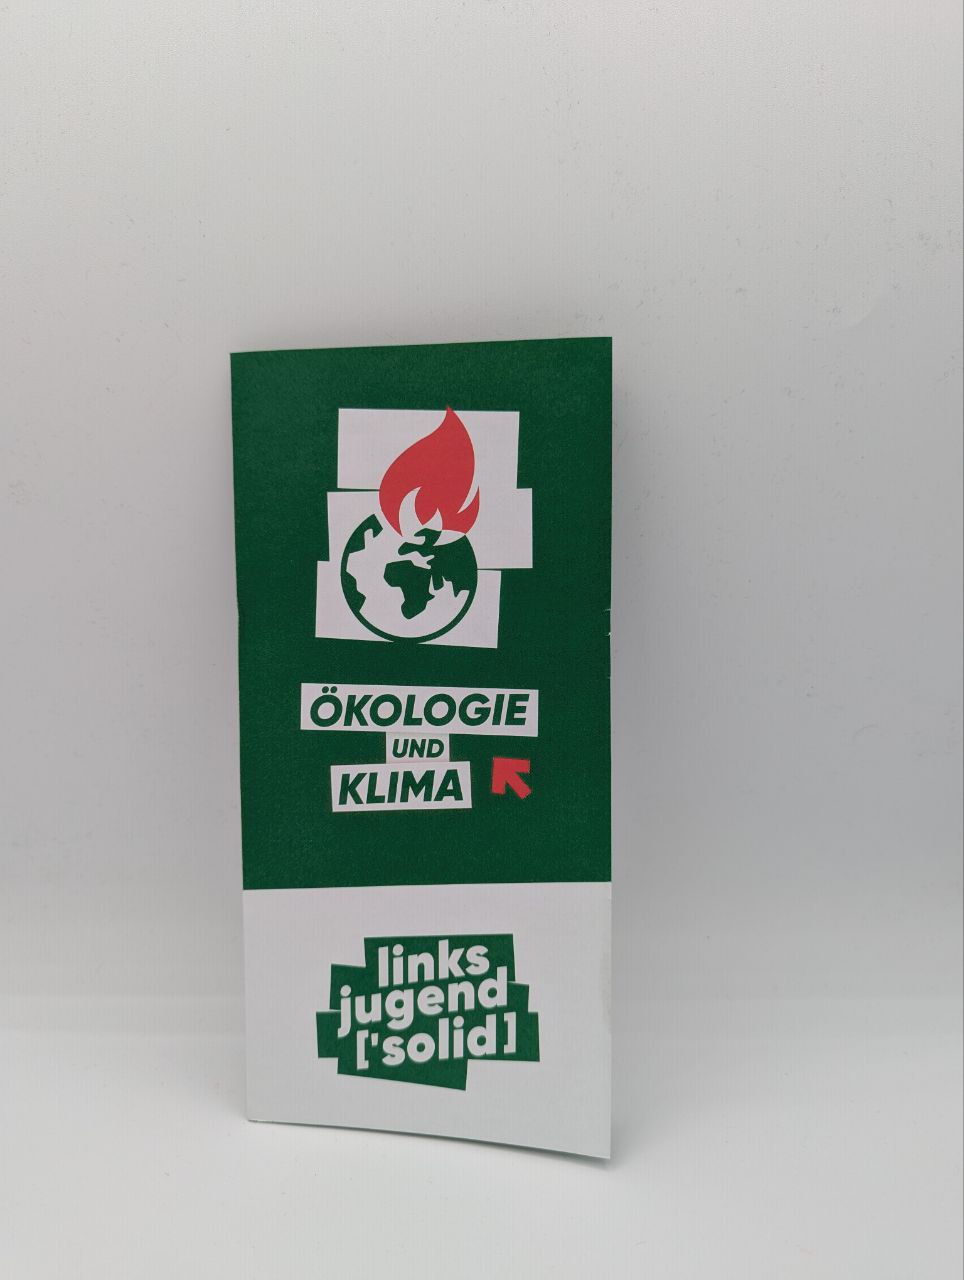 ÖKOLOGIE
UND
KLIMA
links
jugend
['solid]